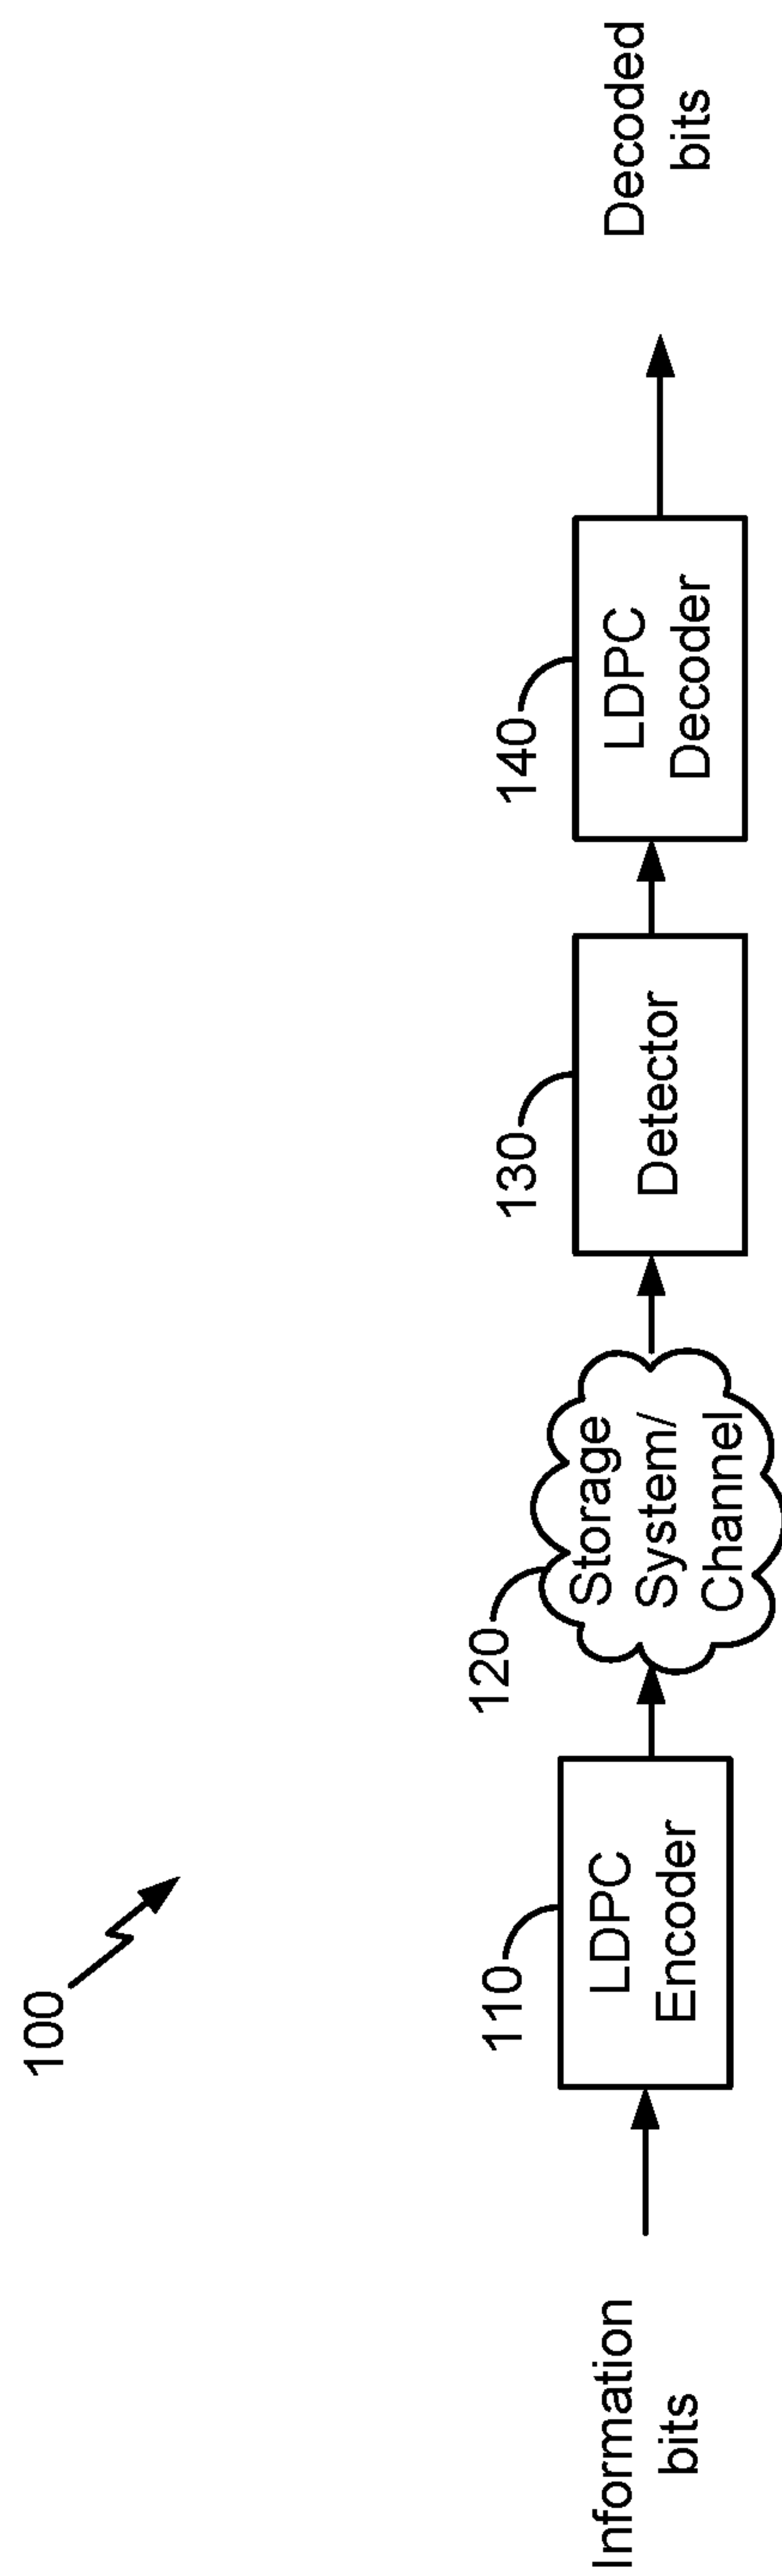 100
Information
bits
110
LDPC
Encoder
120
Storage
System/
Channel
130
Detector
140
LDPC
Decoder
Decoded
bits